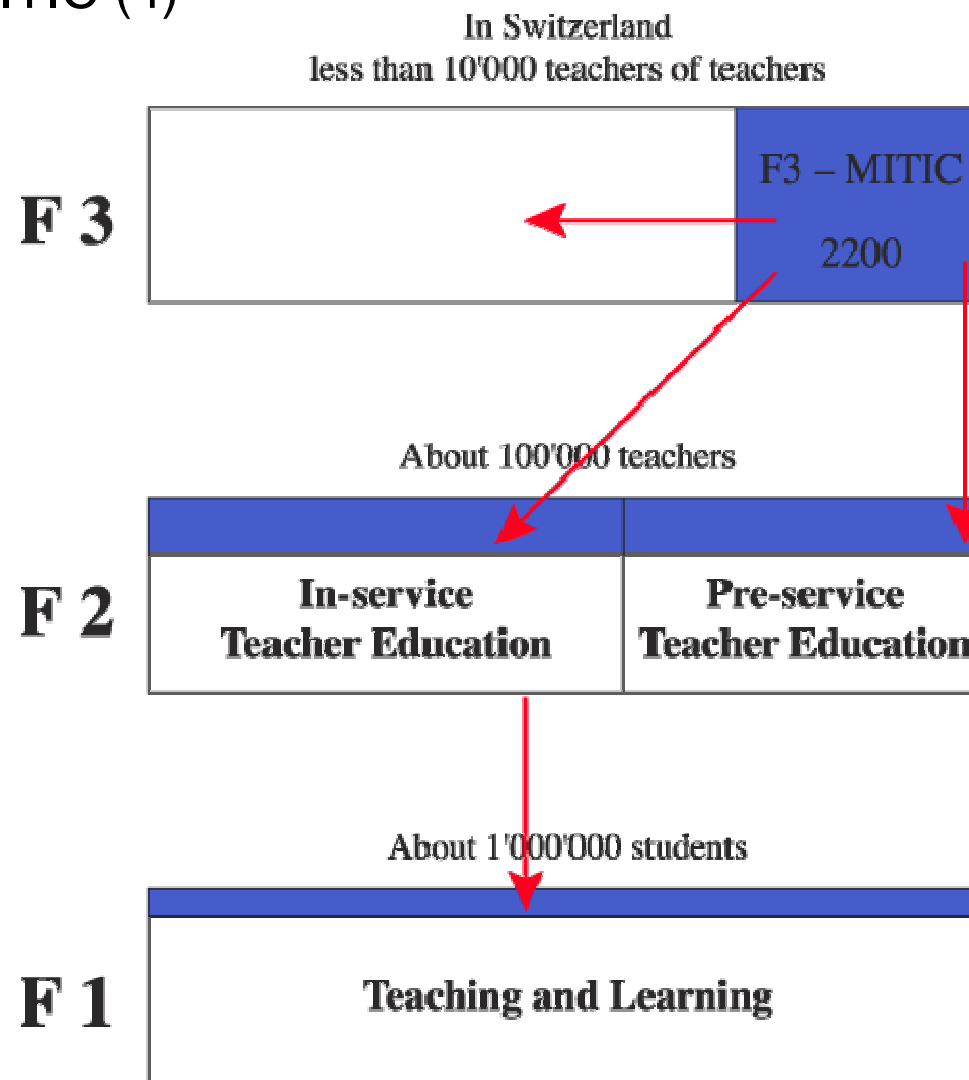 In Switzerland
less than 10'000 teachers of teachers
F 3
F3 – MITIC
2200
About 100'000 teachers
F 2
In-service
Teacher Education
Pre-service
Teacher Education
About 1'000'000 students
F 1
Teaching and Learning